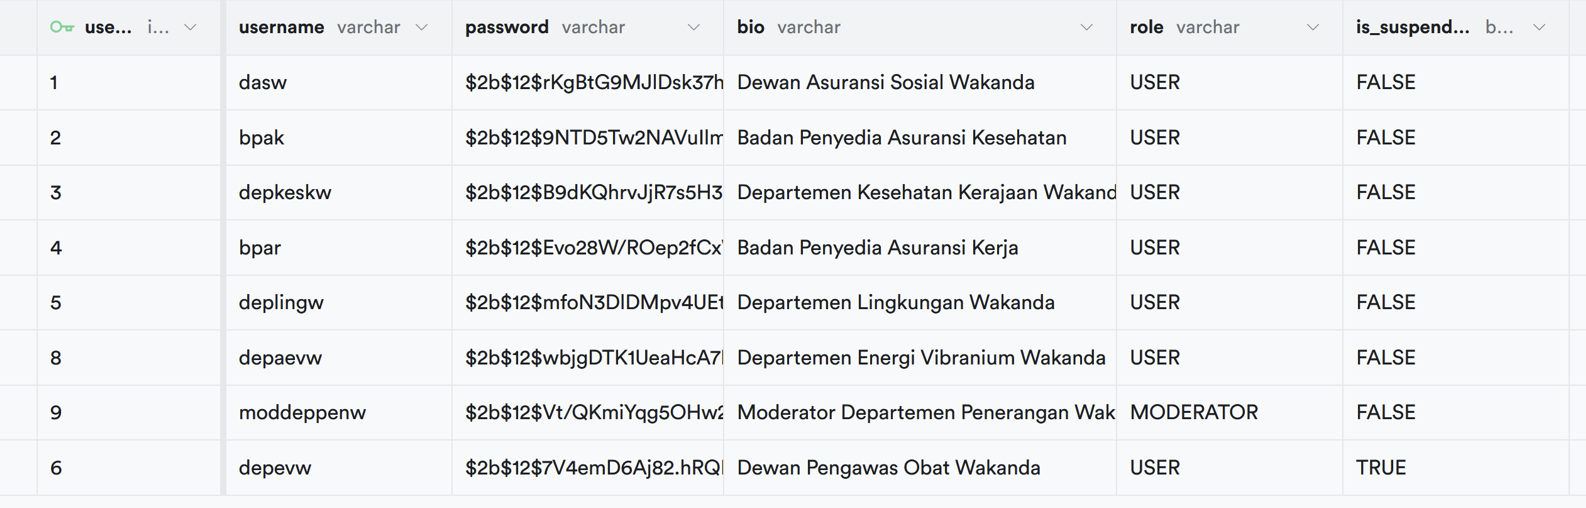 use... i... username varchar password varchar bio varchar role varchar is_suspend... b...
1 dasw $2b$12$rKgBtG9MJIDsk37h Dewan Asuransi Sosial Wakanda USER FALSE
2 bpak $2b$12$9NTD5Tw2NAVuIIm Badan Penyedia Asuransi Kesehatan USER FALSE
3 depkeskw $2b$12$B9dKQhrvJjR7s5H3 Departemen Kesehatan Kerajaan Wakand USER FALSE
4 bpar $2b$12$Evo28W/ROep2fCx Badan Penyedia Asuransi Kerja USER FALSE
5 deplingw $2b$12$mfoN3DIDMpv4UEt Departemen Lingkungan Wakanda USER FALSE
8 depaevw $2b$12$wbjgDTK1UeaHcA7 Departemen Energi Vibranium Wakanda USER FALSE
9 moddeppenw $2b$12$Vt/QKmiYqg5OHw2 Moderator Departemen Penerangan Wak MODERATOR FALSE
6 depevw $2b$12$7V4emD6Aj82.hRQ Dewan Pengawas Obat Wakanda USER TRUE